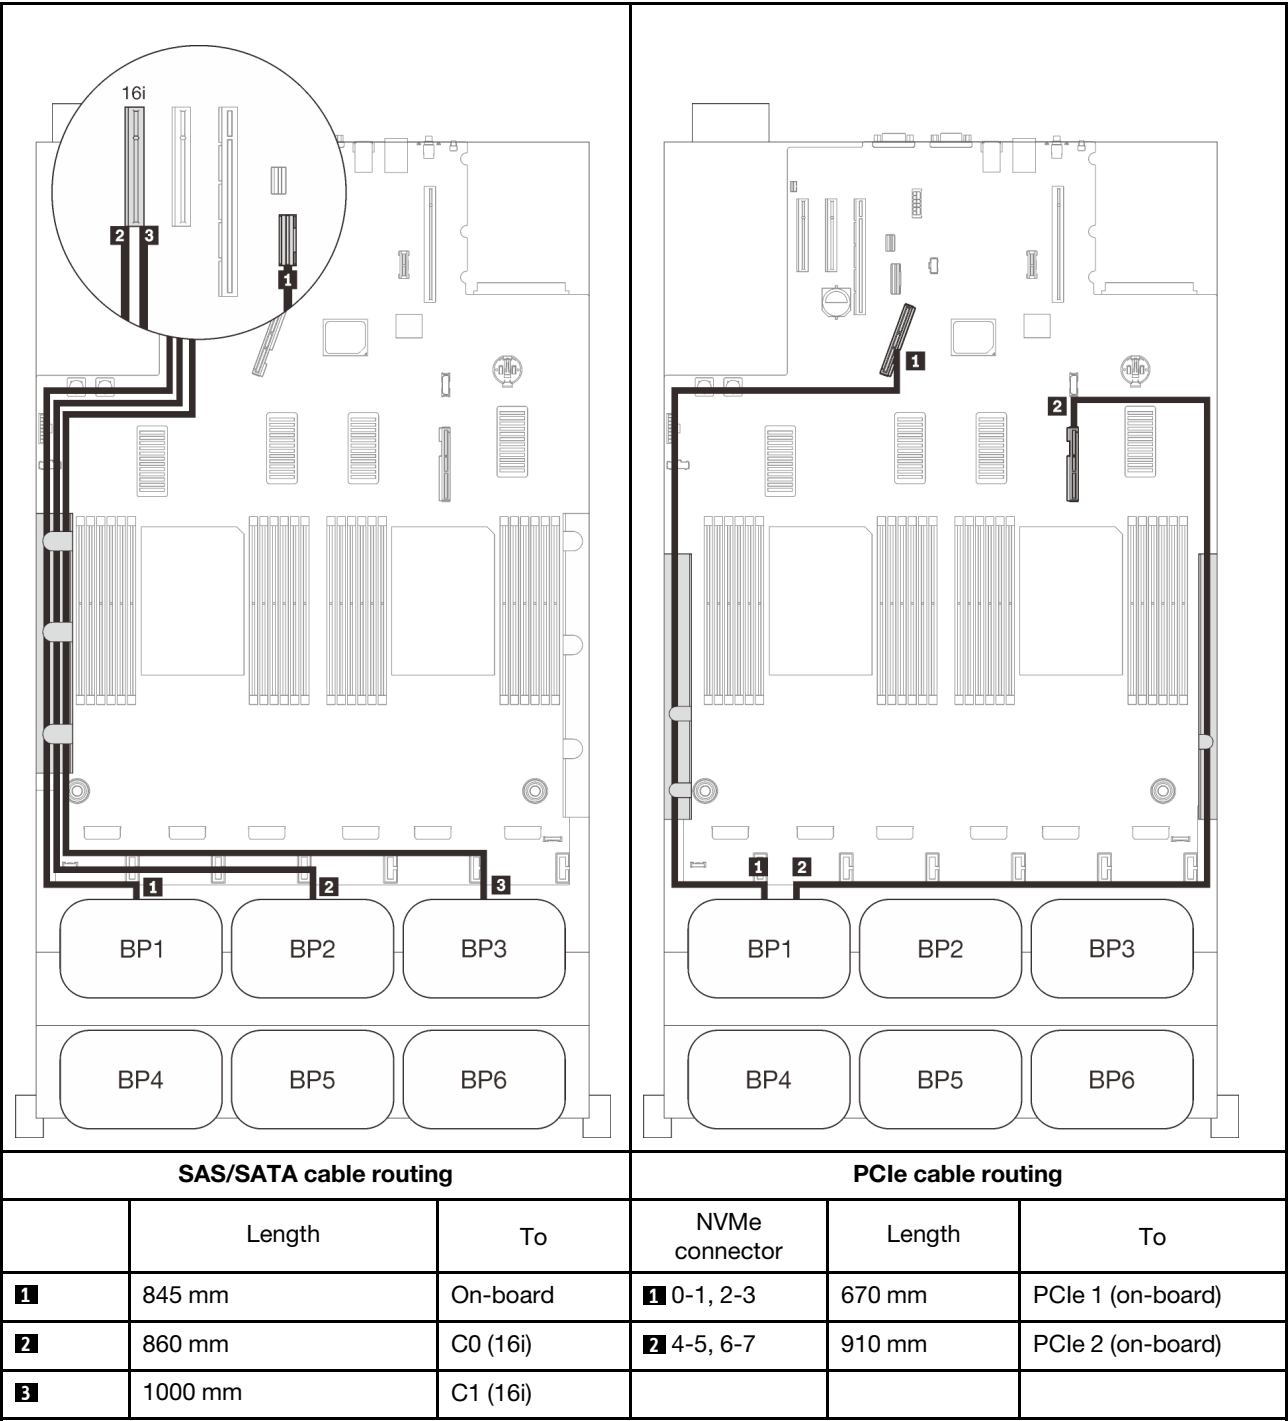 16i
2 3
1
1 2 3
BP1 BP2 BP3
BP4 BP5 BP6
1
2
1 2
BP1 BP2 BP3
BP4 BP5 BP6
SAS/SATA cable routing PCIe cable routing
Length To NVMe connector Length To
1 845 mm On-board 1 0-1, 2-3 670 mm PCIe 1 (on-board)
2 860 mm C0 (16i) 2 4-5, 6-7 910 mm PCIe 2 (on-board)
3 1000 mm C1 (16i)